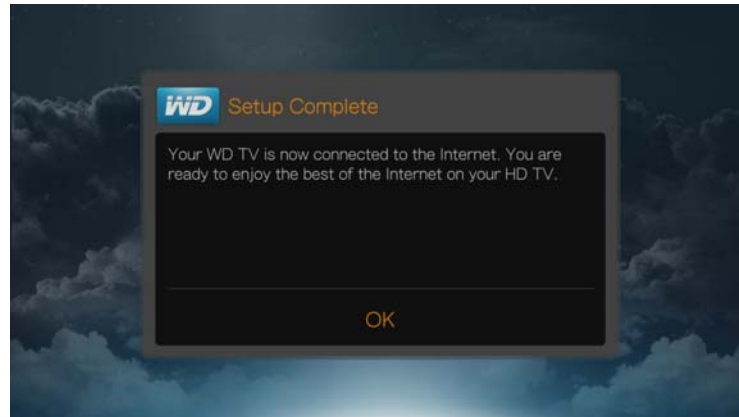 WD Setup Complete
Your WD TV is now connected to the Internet. You are
ready to enjoy the best of the Internet on your HD TV.
OK